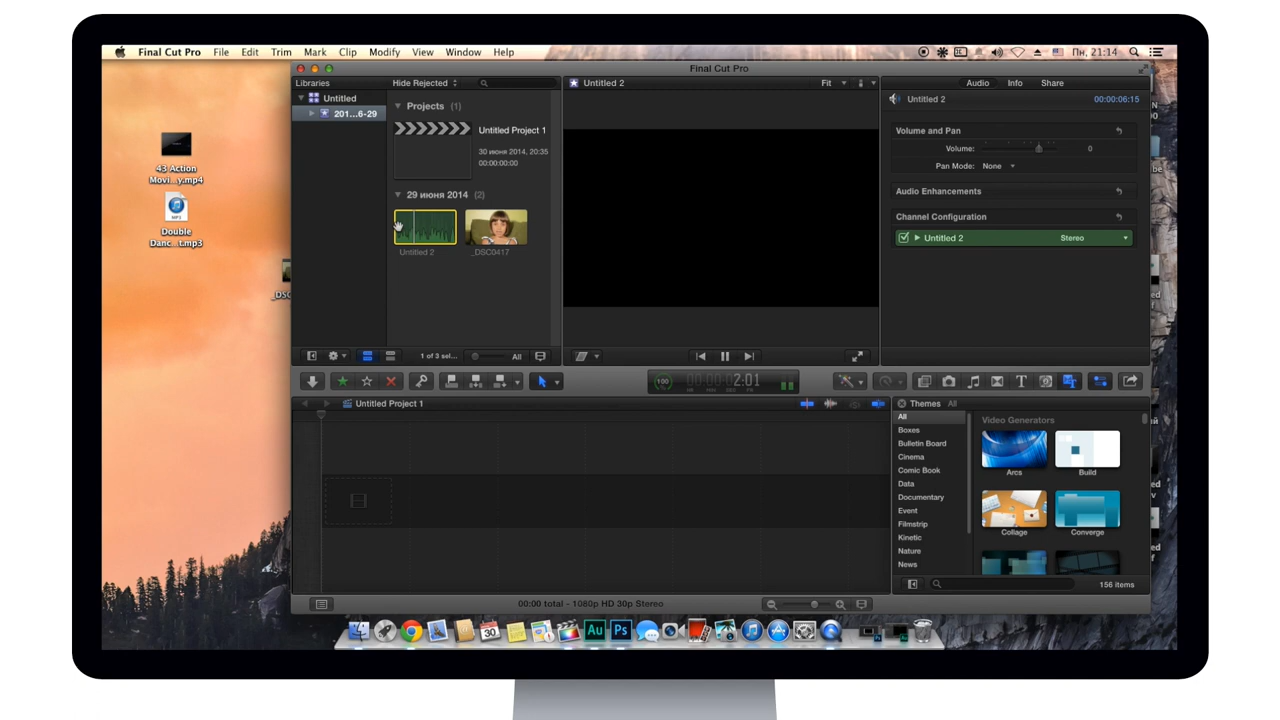 Final Cut Pro File Edit Trim Mark Clip Modify View Window Help Пн, 21:14
Final Cut Pro
Libraries Hide Rejected
Untitled 2 Fit
Audio Info Share
Untitled
201...6-29
Projects (1)
Untitled Project 1
30 июня 2014, 20:35
00:00:00:00
29 июня 2014 (2)
Untitled 2 _DSC0417
Untitled 2 00:00:06:15
Volume and Pan
Volume: 0
Pan Mode: None
Audio Enhancements
Channel Configuration
Untitled 2 Stereo
43 Action
Movi...y.mp4
MP3
Double
Danc...t.mp3
_DSC
1 of 3 sel... All
100 2:01
Untitled Project 1
Themes All
All
Boxes
Bulletin Board
Cinema
Comic Book
Data
Documentary
Event
Filmstrip
Kinetic
Nature
News
Video Generators
Arcs Build
Collage Converge
156 items
00:00 total - 1080p HD 30p Stereo
30 Au Ps